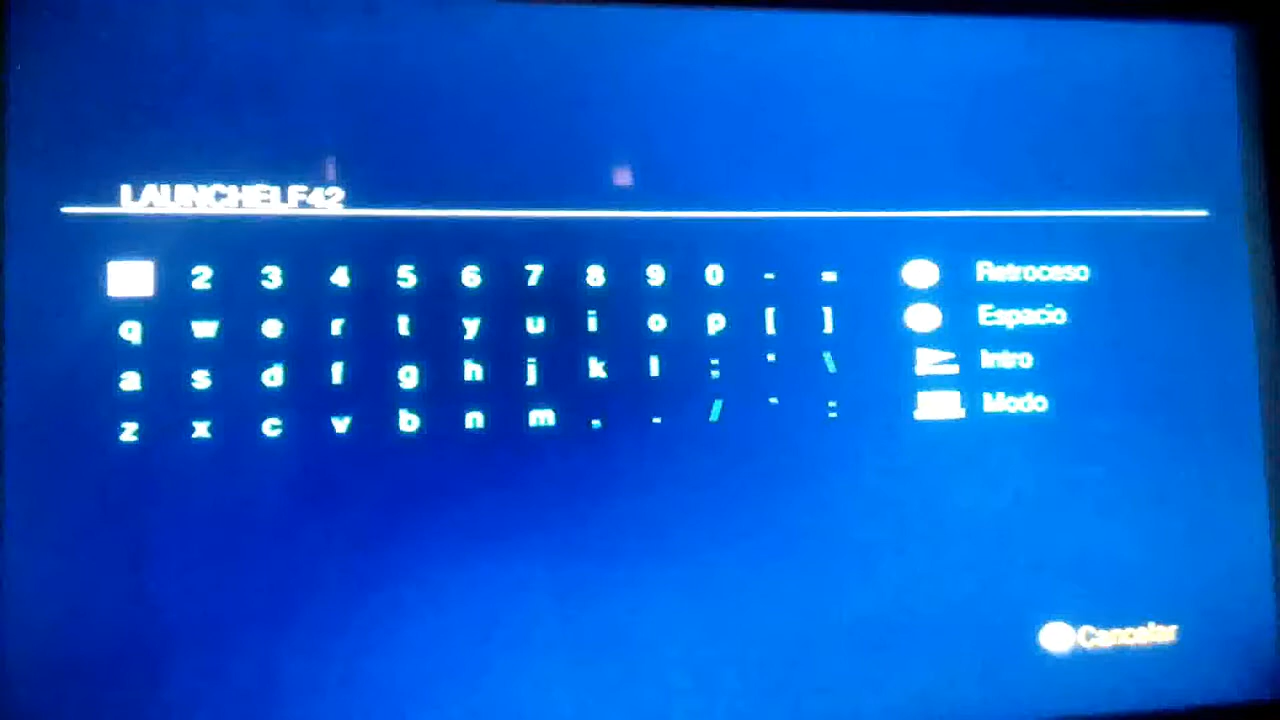 LAUNCHELF42
2 3 4 5 6 7 8 9 0 - = Retroceso
q w e r t y u i o p [ ] Espacio
a s d f g h j k l ; ' \ Intro
z x c v b n m , . / ` : Modo
Cancelar